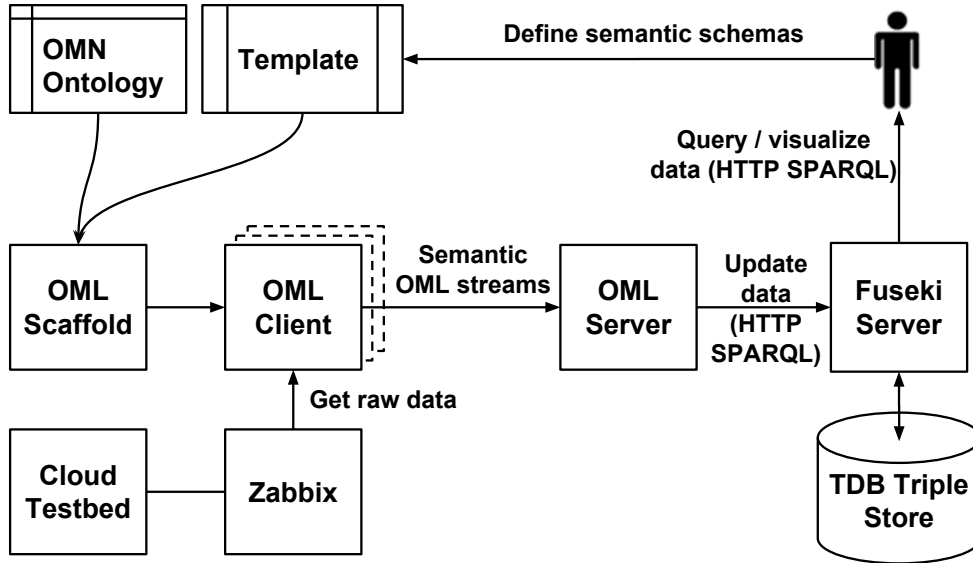 OMN
Ontology
Template
Define semantic schemas
Query / visualize
data (HTTP SPARQL)
OML
Scaffold
OML
Client
Semantic
OML streams
OML
Server
Update
data
(HTTP
SPARQL)
Fuseki
Server
Get raw data
Cloud
Testbed
Zabbix
TDB Triple
Store